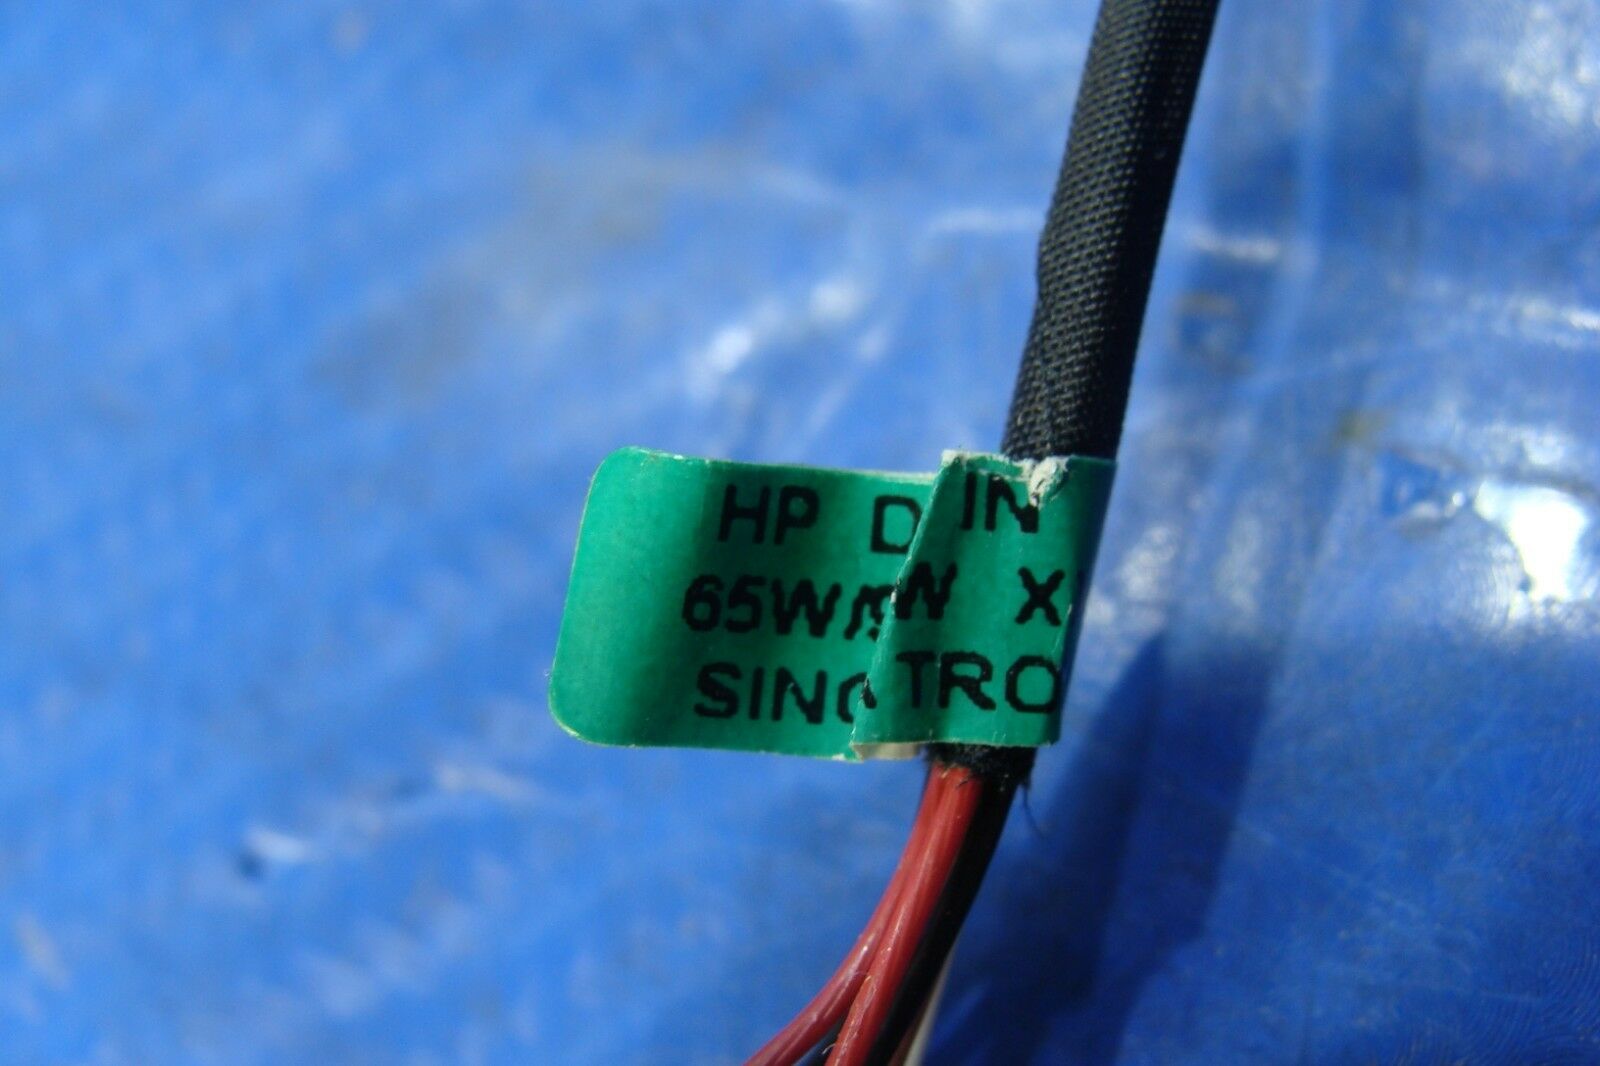 HP D IN
65W W X
SIN TRO